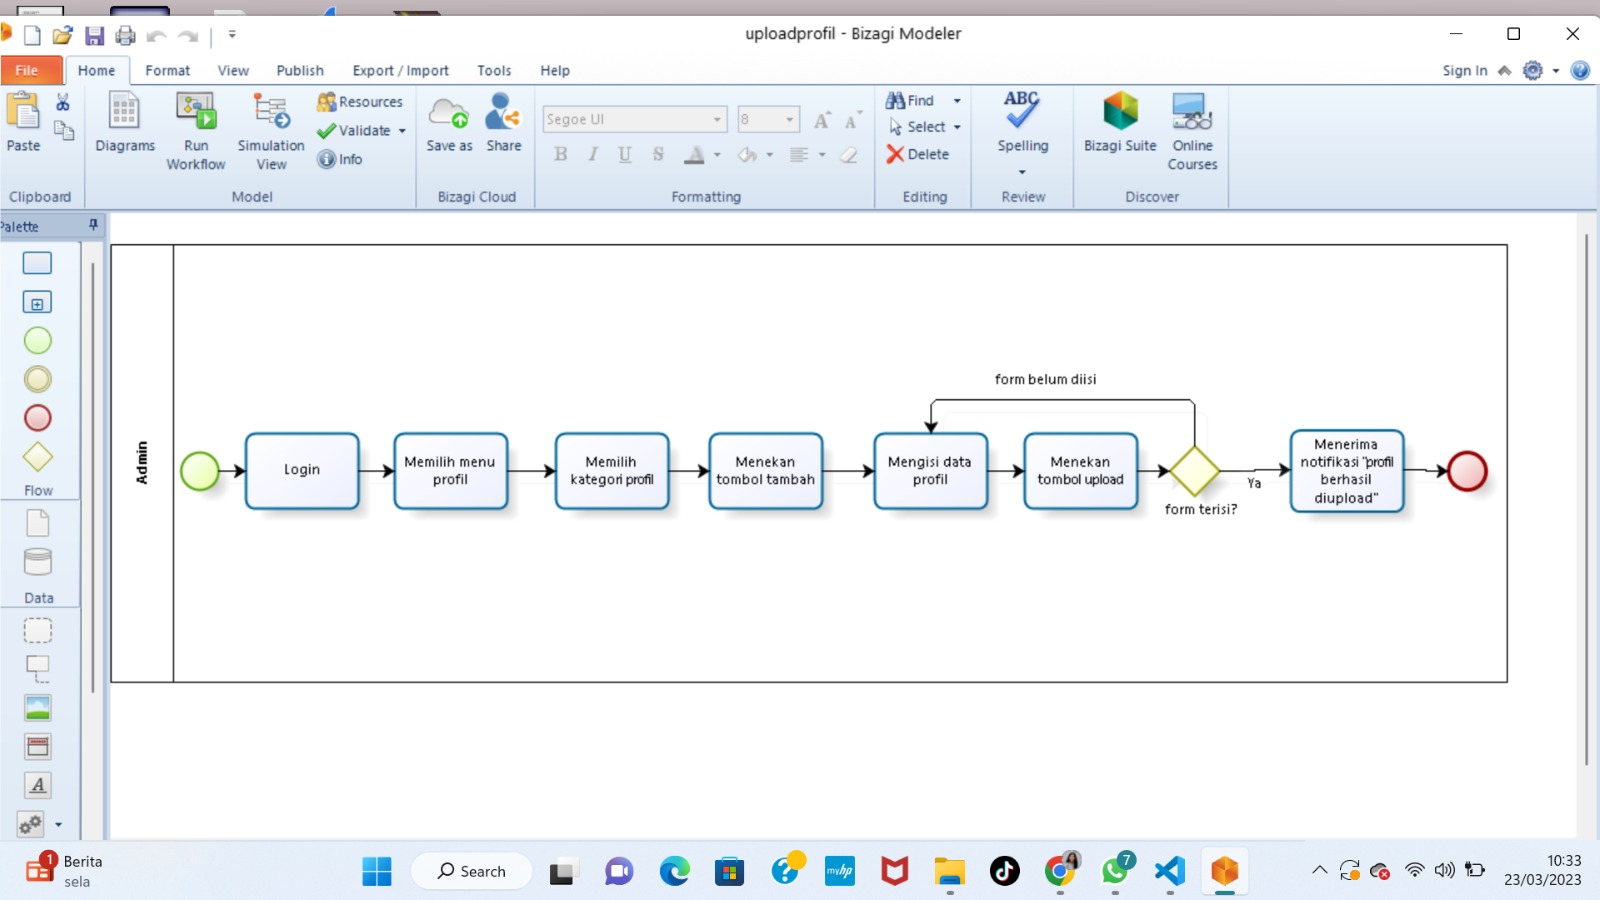 uploadprofil - Bizagi Modeler
File
Home
Format
View
Publish
Export / Import
Tools
Help
Sign In
Paste
Clipboard
Diagrams
Run
Workflow
Simulation
View
Resources
Validate
Info
Model
Save as
Share
Bizagi Cloud
Segoe UI
8
A
A
B
I
U
S
A
Formatting
Find
Select
Delete
Editing
ABC
Spelling
Review
Bizagi Suite
Online
Courses
Discover
Palette
Flow
Data
A
Admin
Login
Memilih menu
profil
Memilih
kategori profil
Menekan
tombol tambah
form belum diisi
Mengisi data
profil
Menekan
tombol upload
form terisi?
Ya
Menerima
notifikasi "profil
berhasil
diupload"
1
Berita
sela
Search
myhp
7
10:33
23/03/2023